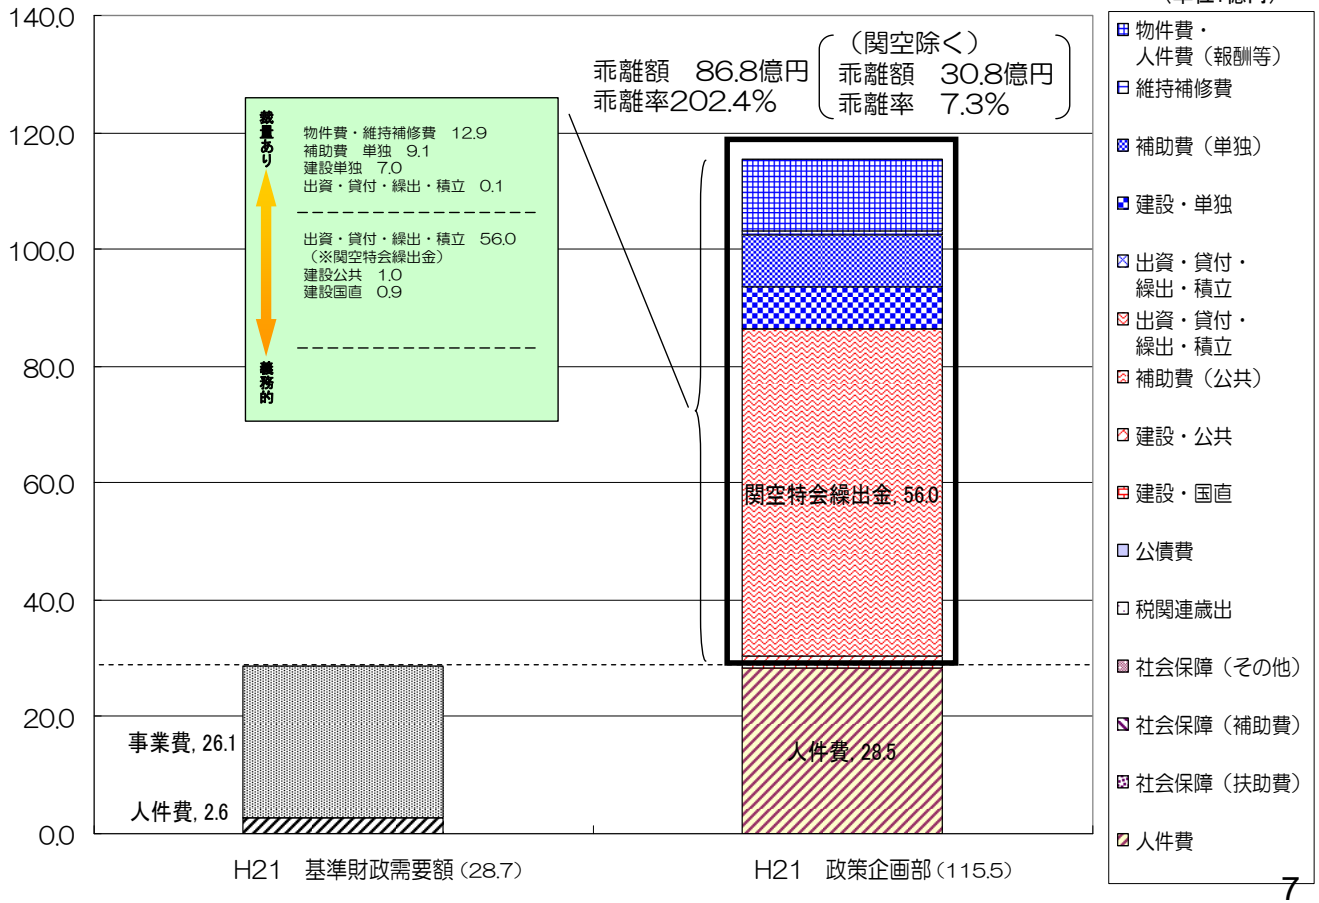 (単位:億円)
140.0
120.0
100.0
80.0
60.0
40.0
20.0
0.0
乖離額 86.8億円
乖離率202.4%
(関空除く)
乖離額 30.8億円
乖離率 7.3%
裁量あり
義務的
物件費・維持補修費 12.9
補助費 単独 9.1
建設単独 7.0
出資・貸付・繰出・積立 0.1
出資・貸付・繰出・積立 56.0
(※関空特会繰出金)
建設公共 1.0
建設国直 0.9
関空特会繰出金, 56.0
人件費, 28.5
事業費, 26.1
人件費, 2.6
H21 基準財政需要額(28.7)
H21 政策企画部(115.5)
物件費・
人件費(報酬等)
維持補修費
補助費(単独)
建設・単独
出資・貸付・
繰出・積立
出資・貸付・
繰出・積立
補助費(公共)
建設・公共
建設・国直
公債費
税関連歳出
社会保障(その他)
社会保障(補助費)
社会保障(扶助費)
人件費
7